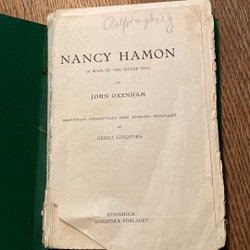 NANCY HAMON
(A MAID OF THE SILVER SEA)
AF
JOHN OXENHAM
BEMYNDIGAD ÖVERSÄTTNING FRÅN ENGELSKA ORIGINALET
AV
GERDA LINDFORS
STOCKHOLM
NORDISKA FÖRLAGET